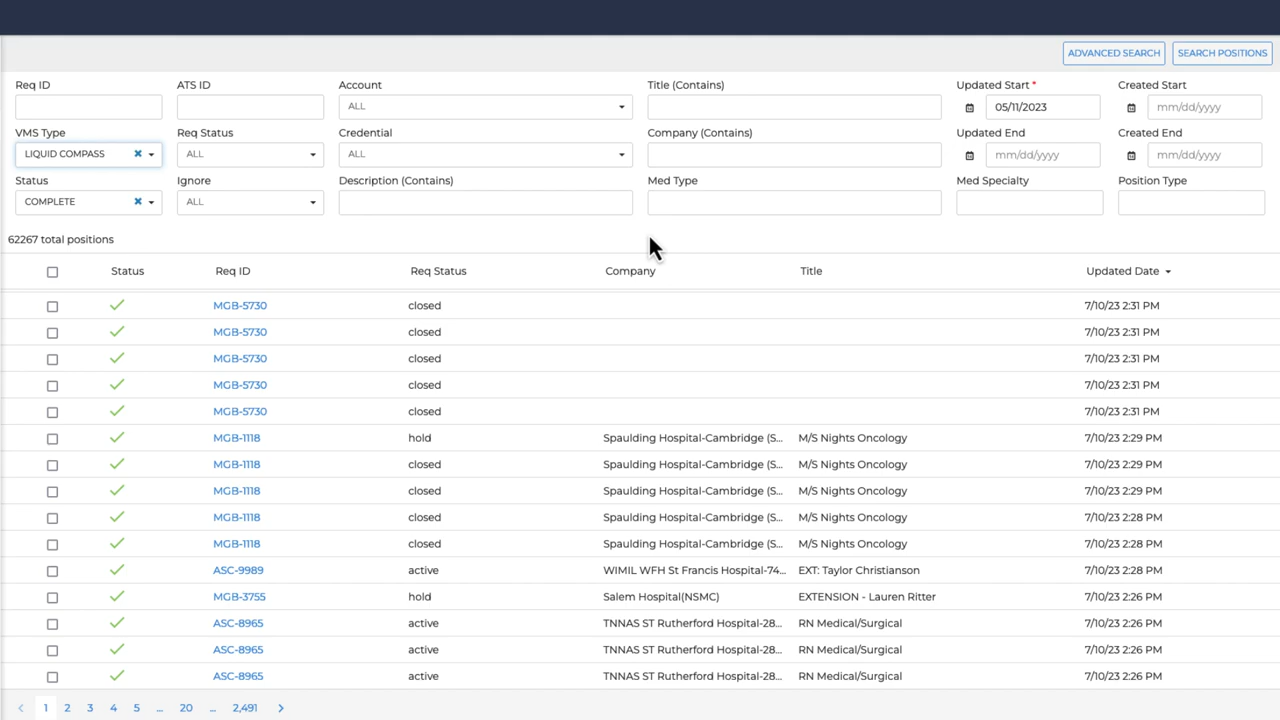 ADVANCED SEARCH SEARCH POSITIONS
Req ID ATS ID Account Title (Contains) Updated Start * Created Start
ALL 05/11/2023 mm/dd/yyyy
VMS Type Req Status Credential Company (Contains) Updated End Created End
LIQUID COMPASS ALL ALL mm/dd/yyyy mm/dd/yyyy
Status Ignore Description (Contains) Med Type Med Specialty Position Type
COMPLETE ALL
62267 total positions
Status Req ID Req Status Company Title Updated Date
MGB-5730 closed 7/10/23 2:31 PM
MGB-5730 closed 7/10/23 2:31 PM
MGB-5730 closed 7/10/23 2:31 PM
MGB-5730 closed 7/10/23 2:31 PM
MGB-5730 closed 7/10/23 2:31 PM
MGB-1118 hold Spaulding Hospital-Cambridge (S... M/S Nights Oncology 7/10/23 2:29 PM
MGB-1118 closed Spaulding Hospital-Cambridge (S... M/S Nights Oncology 7/10/23 2:29 PM
MGB-1118 closed Spaulding Hospital-Cambridge (S... M/S Nights Oncology 7/10/23 2:29 PM
MGB-1118 closed Spaulding Hospital-Cambridge (S... M/S Nights Oncology 7/10/23 2:28 PM
MGB-1118 closed Spaulding Hospital-Cambridge (S... M/S Nights Oncology 7/10/23 2:28 PM
ASC-9989 active WIMIL WFH St Francis Hospital-74... EXT: Taylor Christianson 7/10/23 2:28 PM
MGB-3755 hold Salem Hospital(NSMC) EXTENSION - Lauren Ritter 7/10/23 2:26 PM
ASC-8965 active TNNAS ST Rutherford Hospital-28... RN Medical/Surgical 7/10/23 2:26 PM
ASC-8965 active TNNAS ST Rutherford Hospital-28... RN Medical/Surgical 7/10/23 2:26 PM
ASC-8965 active TNNAS ST Rutherford Hospital-28... RN Medical/Surgical 7/10/23 2:26 PM
1 2 3 4 5 ... 20 ... 2,491